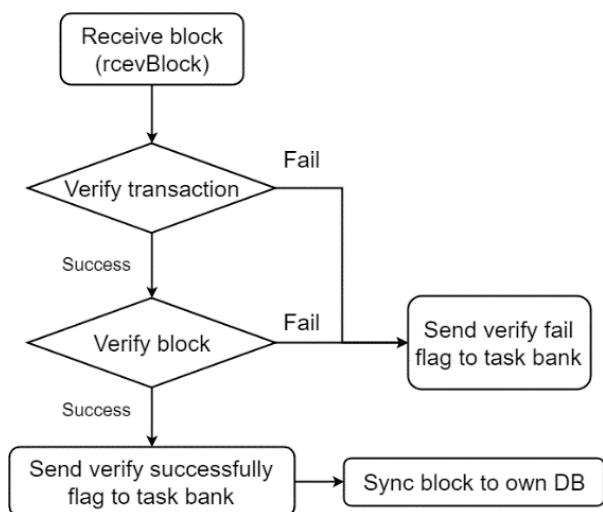 Receive block
(rcevBlock)
Fail
Verify transaction
Success
Fail
Verify block
Send verify fail
flag to task bank
Success
Send verify successfully
flag to task bank
Sync block to own DB